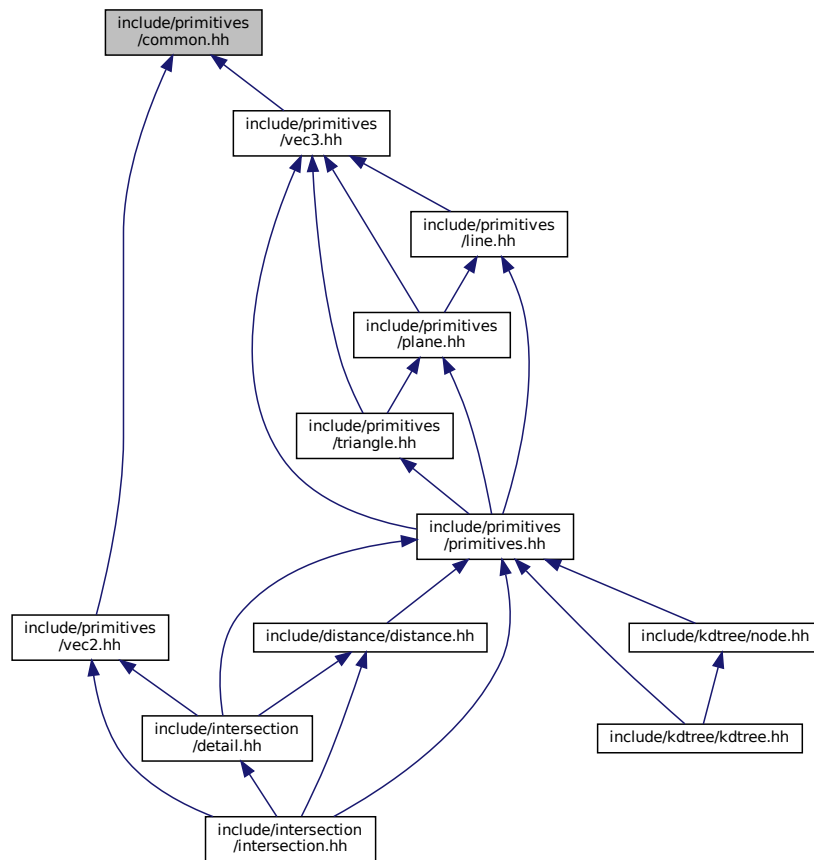 include/primitives
/common.hh
include/primitives
/vec3.hh
include/primitives
/line.hh
include/primitives
/plane.hh
include/primitives
/triangle.hh
include/primitives
/primitives.hh
include/primitives
/vec2.hh
include/distance/distance.hh
include/kdtree/node.hh
include/intersection
/detail.hh
include/kdtree/kdtree.hh
include/intersection
/intersection.hh